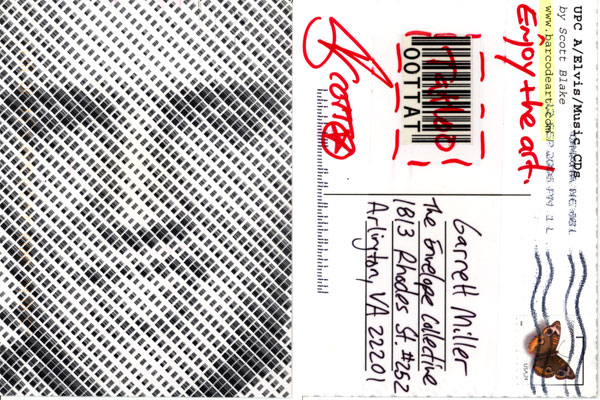 UPC A/Elvis/Music CDs
by Scott Blake
www.barcodeart.com
Enjoy the art.
TATTOO
OOTTAT
Scott
Garrett Miller
The Envelope Collective
1813 Rhodes St. #252
Arlington, VA 22201